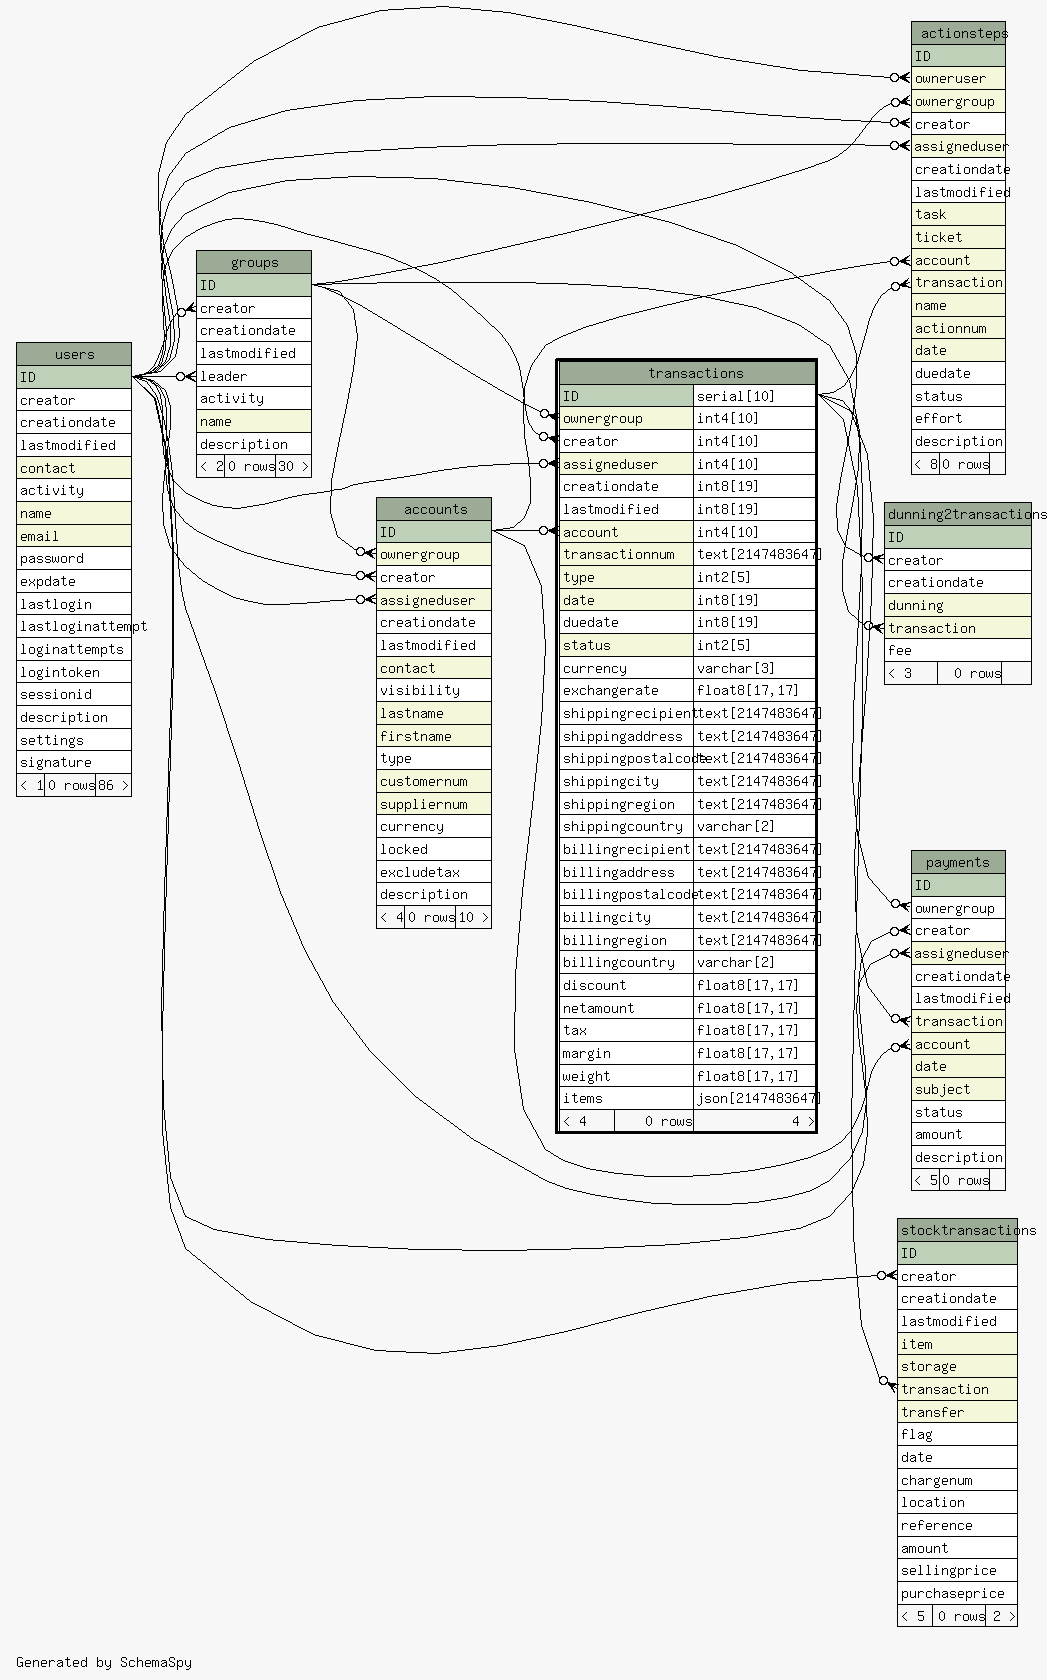 users
ID
creator
creationdate
lastmodified
contact
activity
name
email
password
expdate
lastlogin
lastloginattempt
loginattempts
logintoken
sessionid
description
settings
signature
< 1 0 rows 86 >
groups
ID
creator
creationdate
lastmodified
leader
activity
name
description
< 2 0 rows 30 >
accounts
ID
ownergroup
creator
assigneduser
creationdate
lastmodified
contact
visibility
lastname
firstname
type
customernum
suppliernum
currency
locked
excludetax
description
< 4 0 rows 10 >
transactions
ID serial[10]
ownergroup int4[10]
creator int4[10]
assigneduser int4[10]
creationdate int8[19]
lastmodified int8[19]
account int4[10]
transactionnum text[2147483647]
type int2[5]
date int8[19]
duedate int8[19]
status int2[5]
currency varchar[3]
exchangerate float8[17,17]
shippingrecipient text[2147483647]
shippingaddress text[2147483647]
shippingpostalcode text[2147483647]
shippingcity text[2147483647]
shippingregion text[2147483647]
shippingcountry varchar[2]
billingrecipient text[2147483647]
billingaddress text[2147483647]
billingpostalcode text[2147483647]
billingcity text[2147483647]
billingregion text[2147483647]
billingcountry varchar[2]
discount float8[17,17]
netamount float8[17,17]
tax float8[17,17]
margin float8[17,17]
weight float8[17,17]
items json[2147483647]
< 4 0 rows 4 >
actionsteps
ID
owneruser
ownergroup
creator
assigneduser
creationdate
lastmodified
task
ticket
account
transaction
name
actionnum
date
duedate
status
effort
description
< 8 0 rows
dunning2transactions
ID
creator
creationdate
dunning
transaction
fee
< 3 0 rows
payments
ID
ownergroup
creator
assigneduser
creationdate
lastmodified
transaction
account
date
subject
status
amount
description
< 5 0 rows
stocktransactions
ID
creator
creationdate
lastmodified
item
storage
transaction
transfer
flag
date
chargenum
location
reference
amount
sellingprice
purchaseprice
< 5 0 rows 2 >
Generated by SchemaSpy